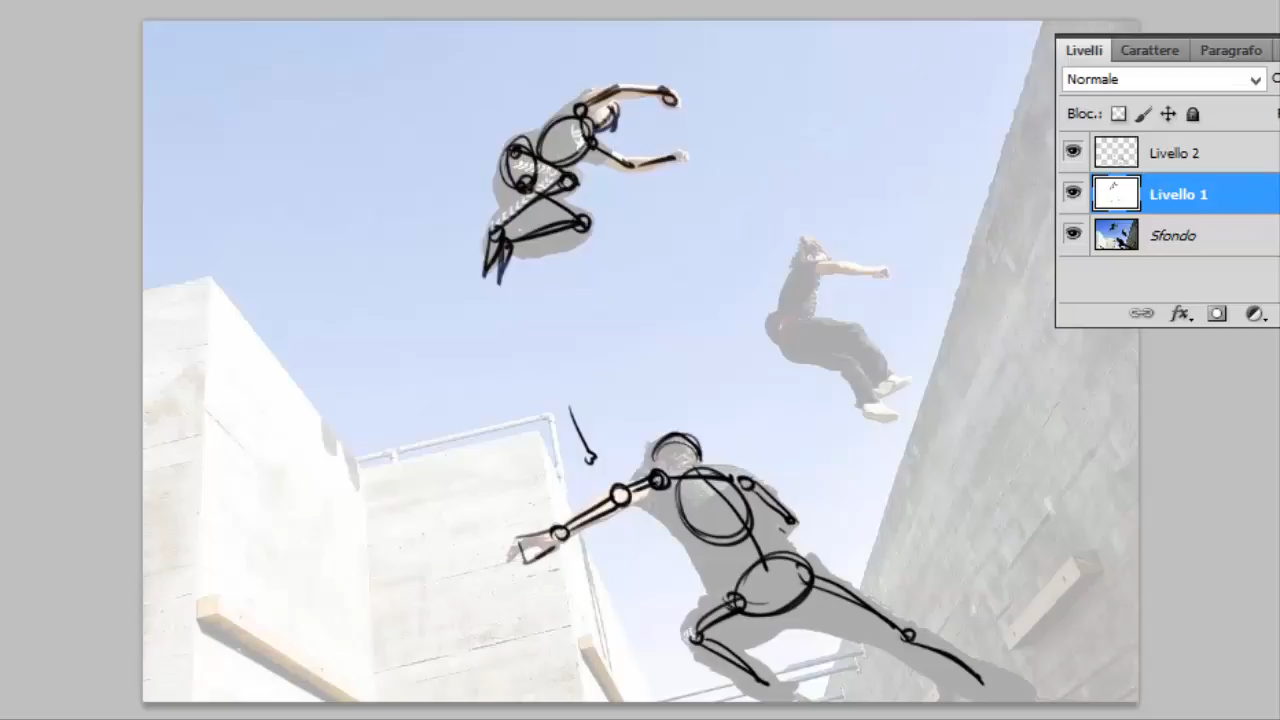 Livelli Carattere Paragrafo
Normale
Bloc.:
Livello 2
Livello 1
Sfondo
fx